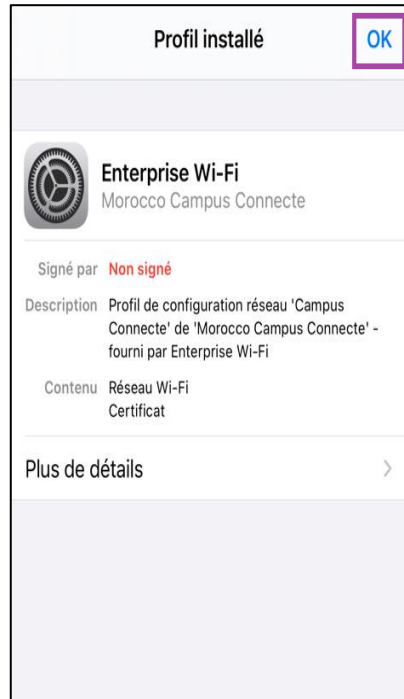 Profil installé
OK
Enterprise Wi-Fi
Morocco Campus Connecte
Signé par Non signé
Description Profil de configuration réseau 'Campus
Connecte' de 'Morocco Campus Connecte' -
fourni par Enterprise Wi-Fi
Contenu Réseau Wi-Fi
Certificat
Plus de détails